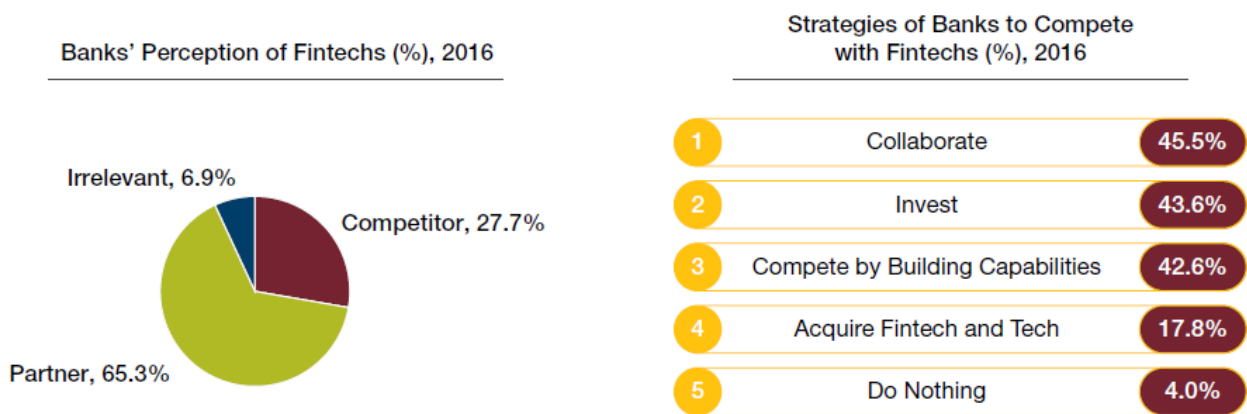 Banks’ Perception of Fintechs (%), 2016
Irrelevant, 6.9%
Competitor, 27.7%
Partner, 65.3%
Strategies of Banks to Compete
with Fintechs (%), 2016
1 Collaborate 45.5%
2 Invest 43.6%
3 Compete by Building Capabilities 42.6%
4 Acquire Fintech and Tech 17.8%
5 Do Nothing 4.0%